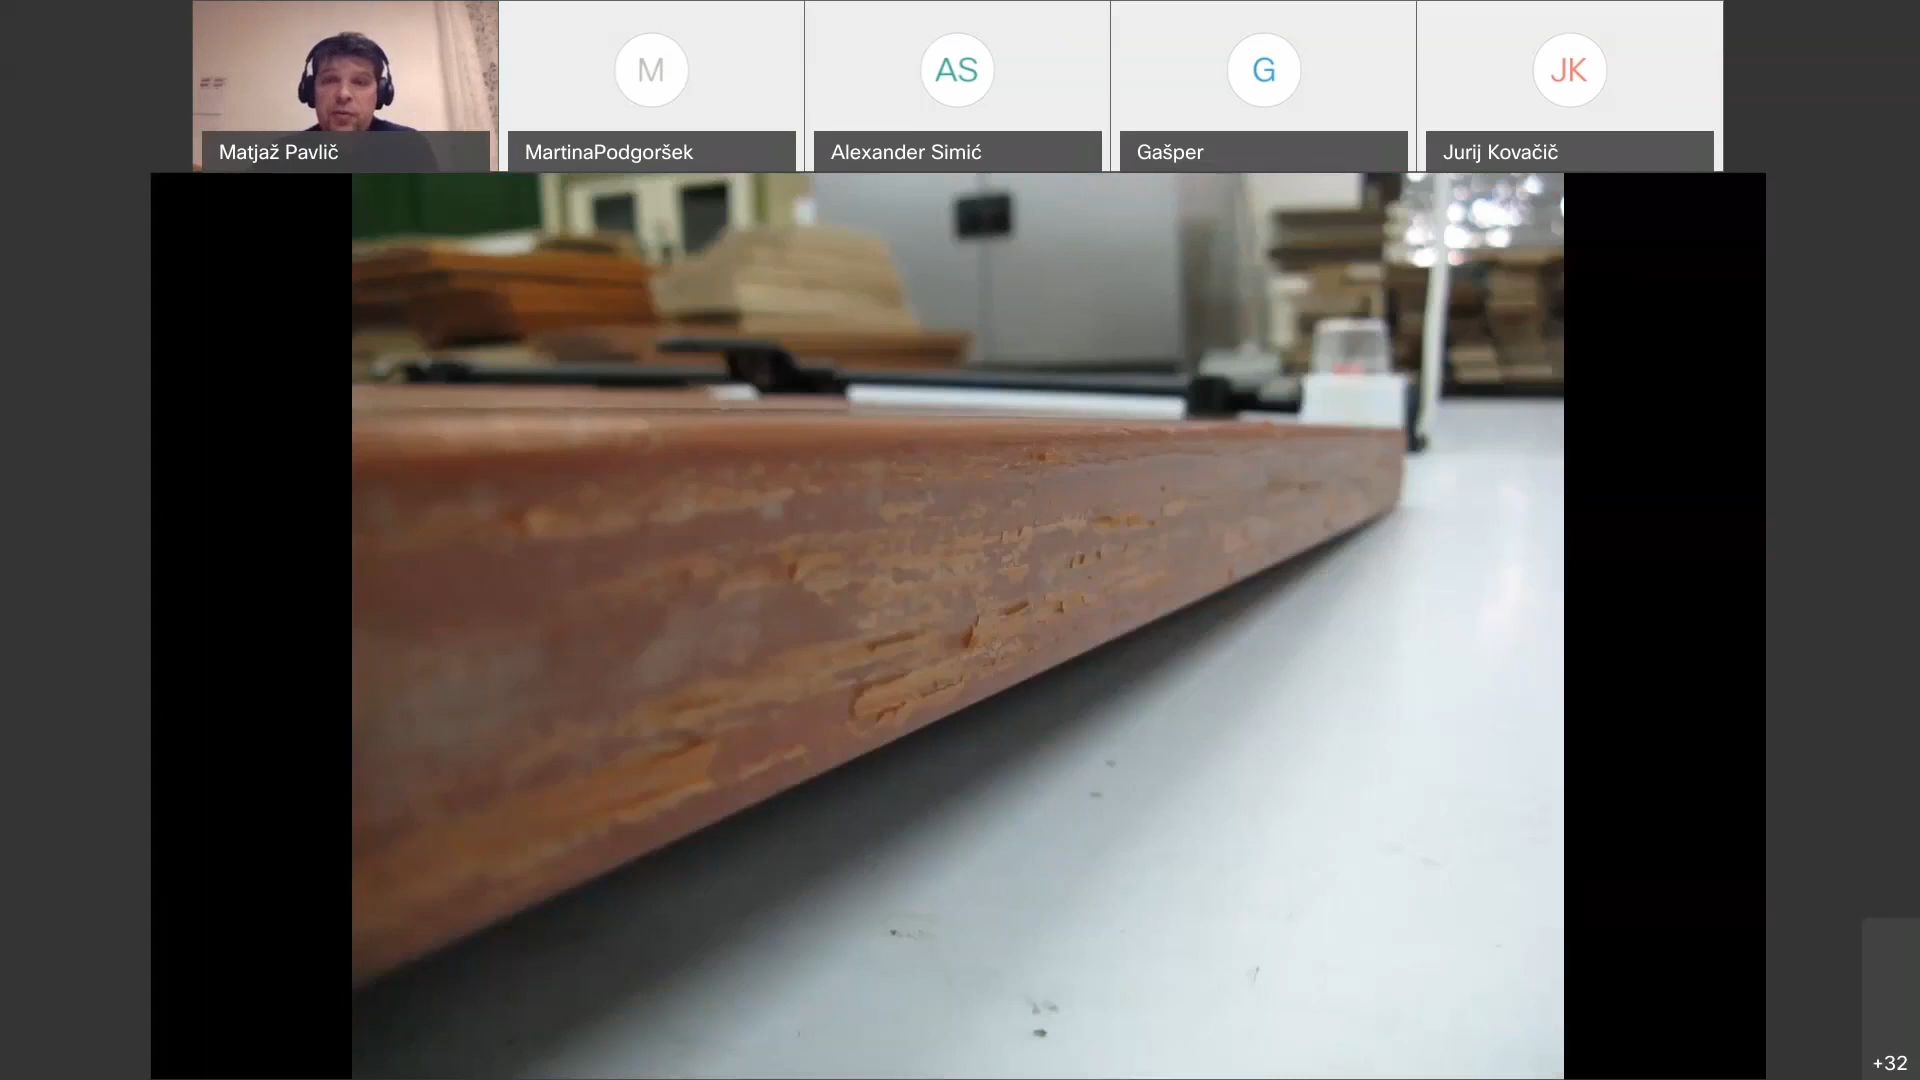 M
AS
G
JK
Matjaž Pavlič
MartinaPodgoršek
Alexander Simić
Gašper
Jurij Kovačič
+32